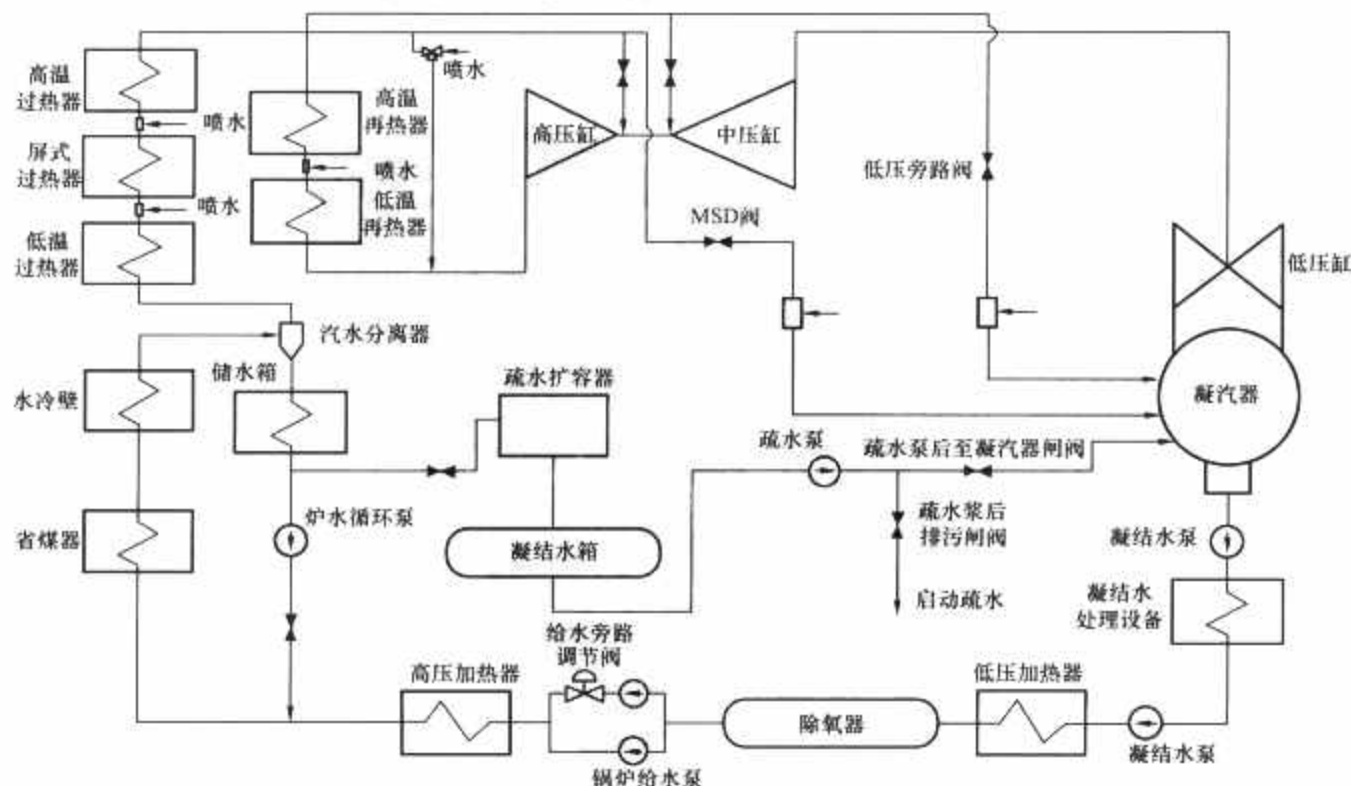 高温
过热器
喷水
屏式
过热器
喷水
低温
过热器
高温
再热器
喷水
低温
再热器
喷水
高压缸
中压缸
MSD阀
低压旁路阀
低压缸
汽水分离器
储水箱
水冷壁
疏水扩容器
凝汽器
疏水泵
疏水泵后至凝汽器闸阀
省煤器
炉水循环泵
凝结水箱
疏水浆后
排污闸阀
启动疏水
凝结水泵
凝结水
处理设备
给水旁路
调节阀
高压加热器
低压加热器
除氧器
锅炉给水泵
凝结水泵